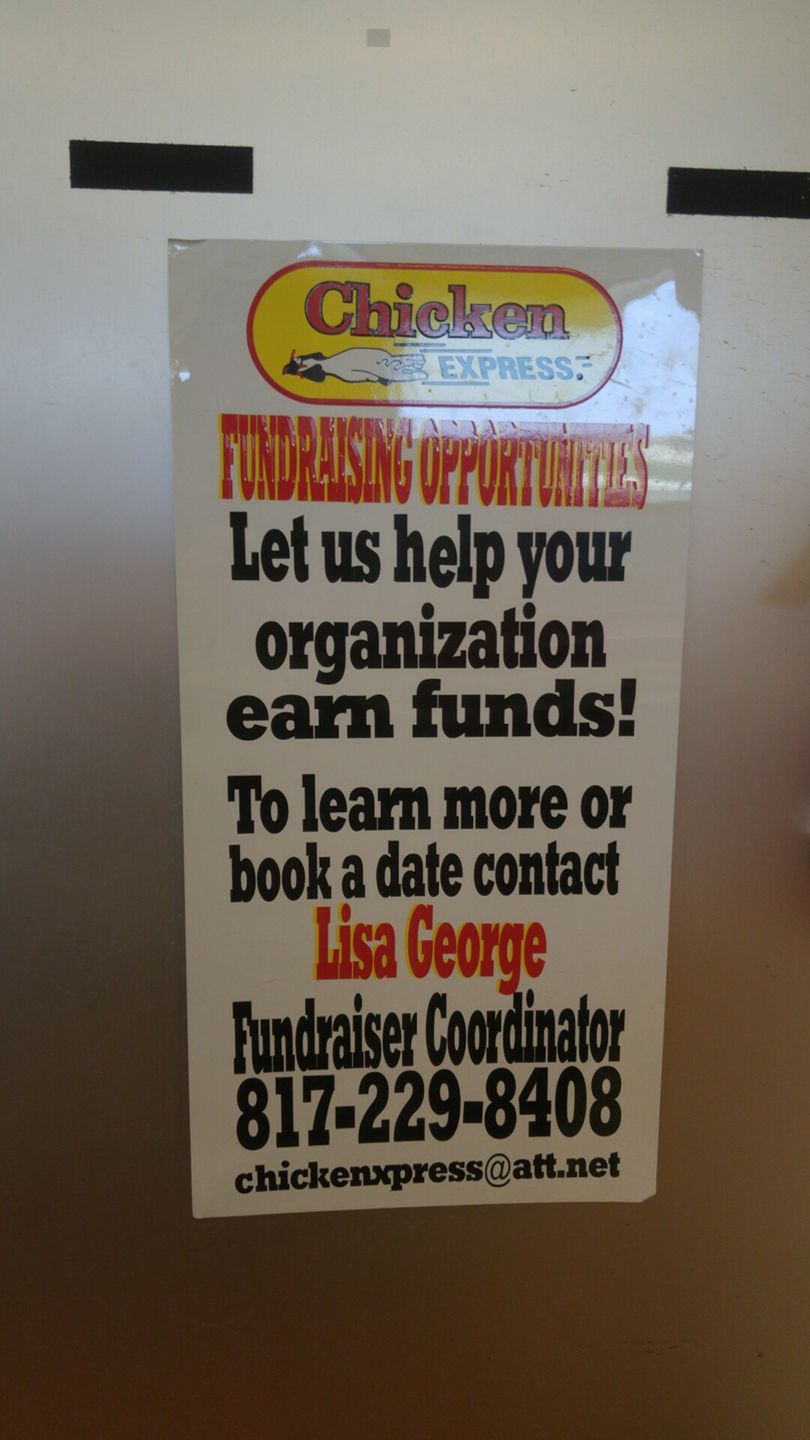 Chicken
EXPRESS
FUNDRAISING OPPORTUNITIES
Let us help your
organization
earn funds!
To learn more or
book a date contact
Lisa George
Fundraiser Coordinator
817-229-8408
chickenxpress@att.net